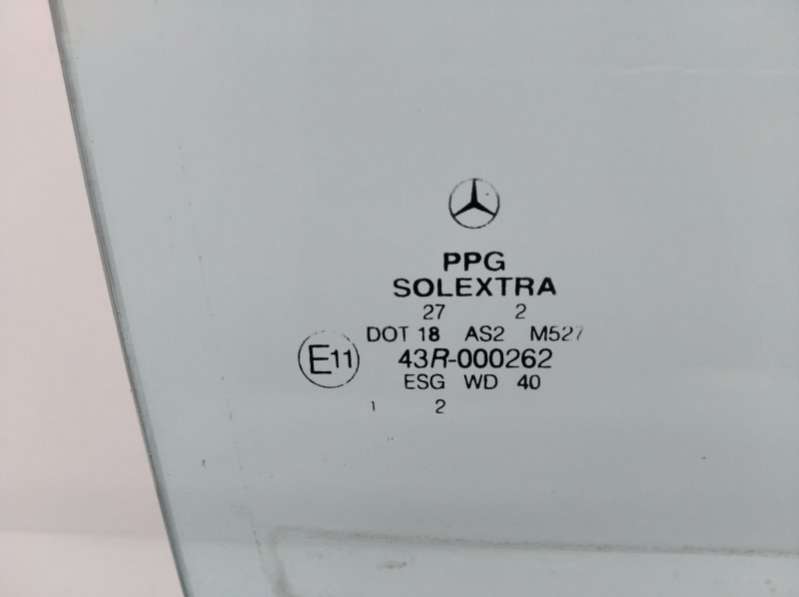 PPG
SOLEXTRA
27 2
DOT 18 AS2 M527
E11 43R-000262
ESG WD 40
1 2